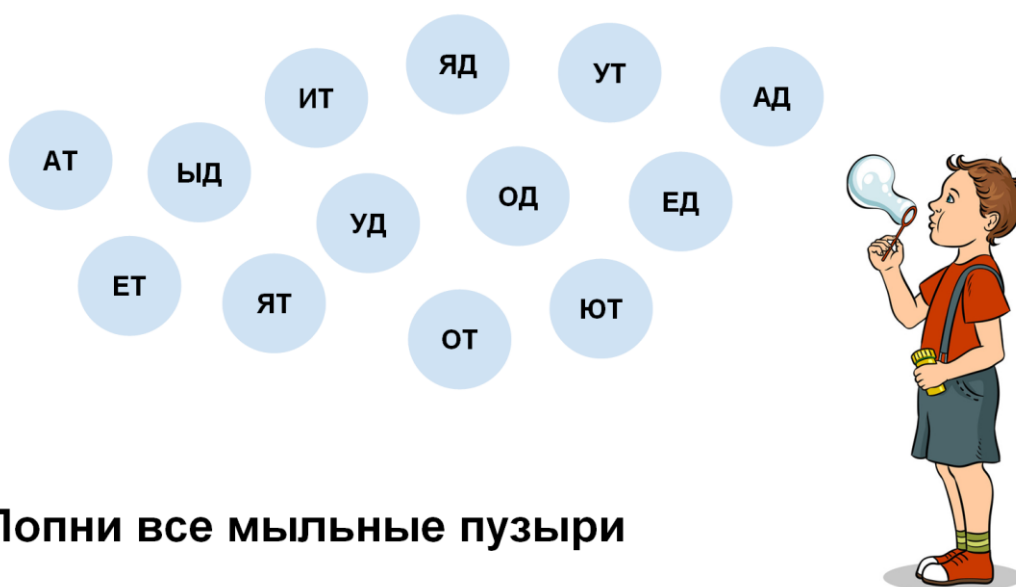 ЯД
УТ
ИТ
АД
АТ
ЫД
ОД
ЕД
УД
ЕТ
ЯТ
ЮТ
ОТ
Лопни все мыльные пузыри